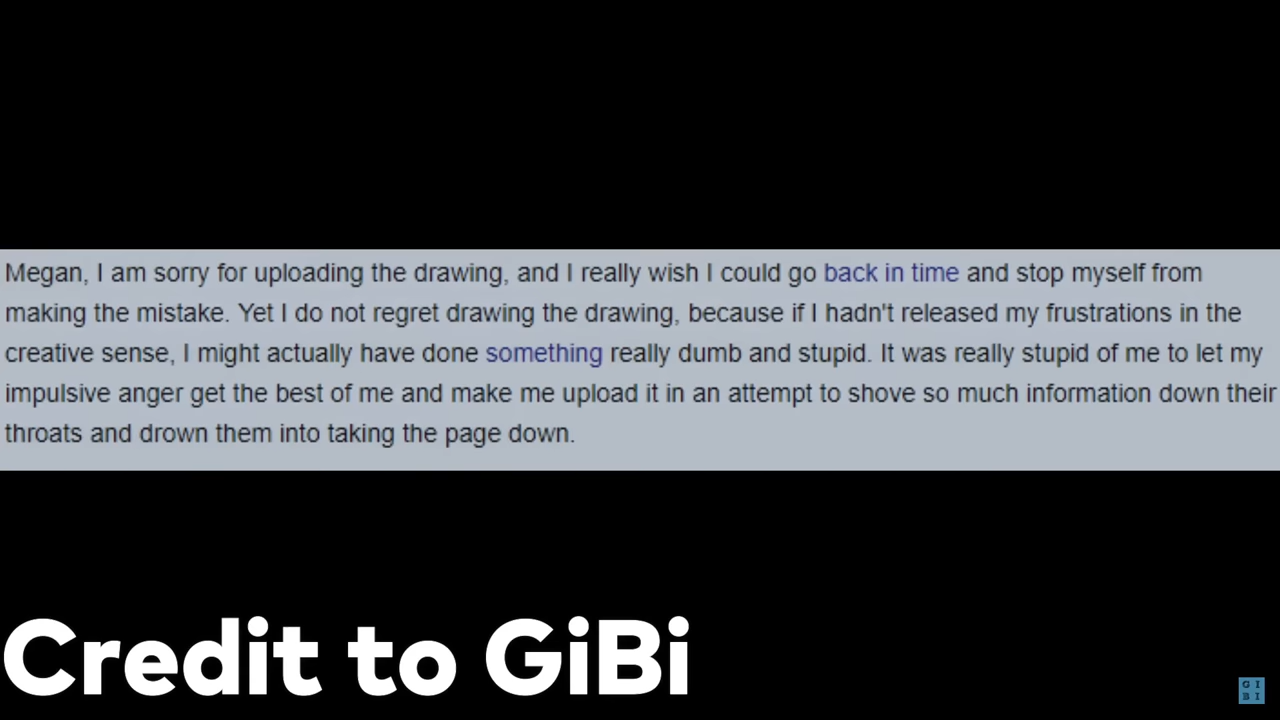 Megan, I am sorry for uploading the drawing, and I really wish I could go back in time and stop myself from
making the mistake. Yet I do not regret drawing the drawing, because if I hadn't released my frustrations in the
creative sense, I might actually have done something really dumb and stupid. It was really stupid of me to let my
impulsive anger get the best of me and make me upload it in an attempt to shove so much information down their
throats and drown them into taking the page down.
Credit to GiBi
G I
B I